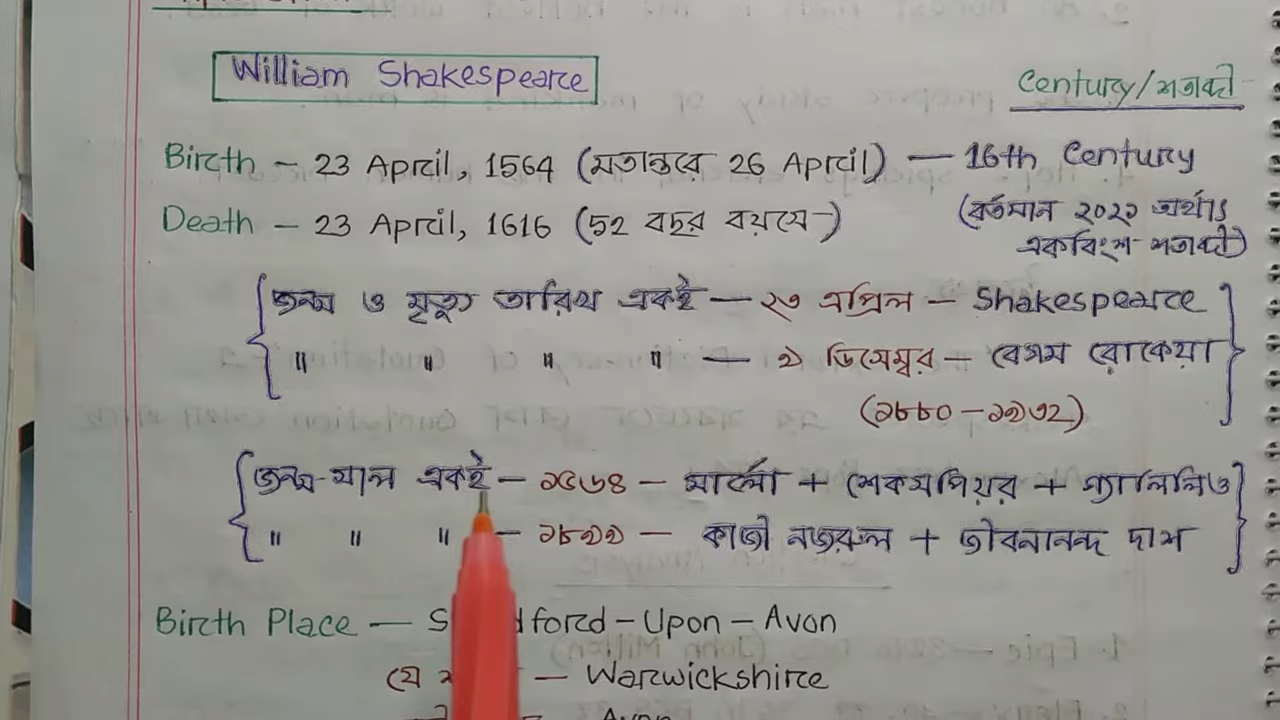 William Shakespeare
Century/শতাব্দী
Birth – 23 April, 1564 (মতান্তরে 26 April) — 16th Century
Death – 23 April, 1616 (52 বছর বয়সে) (বর্তমান ২০২১ অর্থাৎ
একবিংশ শতাব্দী)
জন্ম ও মৃত্যু তারিখ একই — ২৩ এপ্রিল – Shakespeare
" " " " — ৯ ডিসেম্বর – বেগম রোকেয়া
(১৮৮০ – ১৯৩২)
জন্ম সাল একই – ১৫৬৪ – মার্লো + শেকসপিয়র + গ্যালিলিও
" " " – ১৮৯৯ – কাজী নজরুল + জীবনানন্দ দাশ
Birth Place — ford – Upon – Avon
যে — Warwickshire
Avon